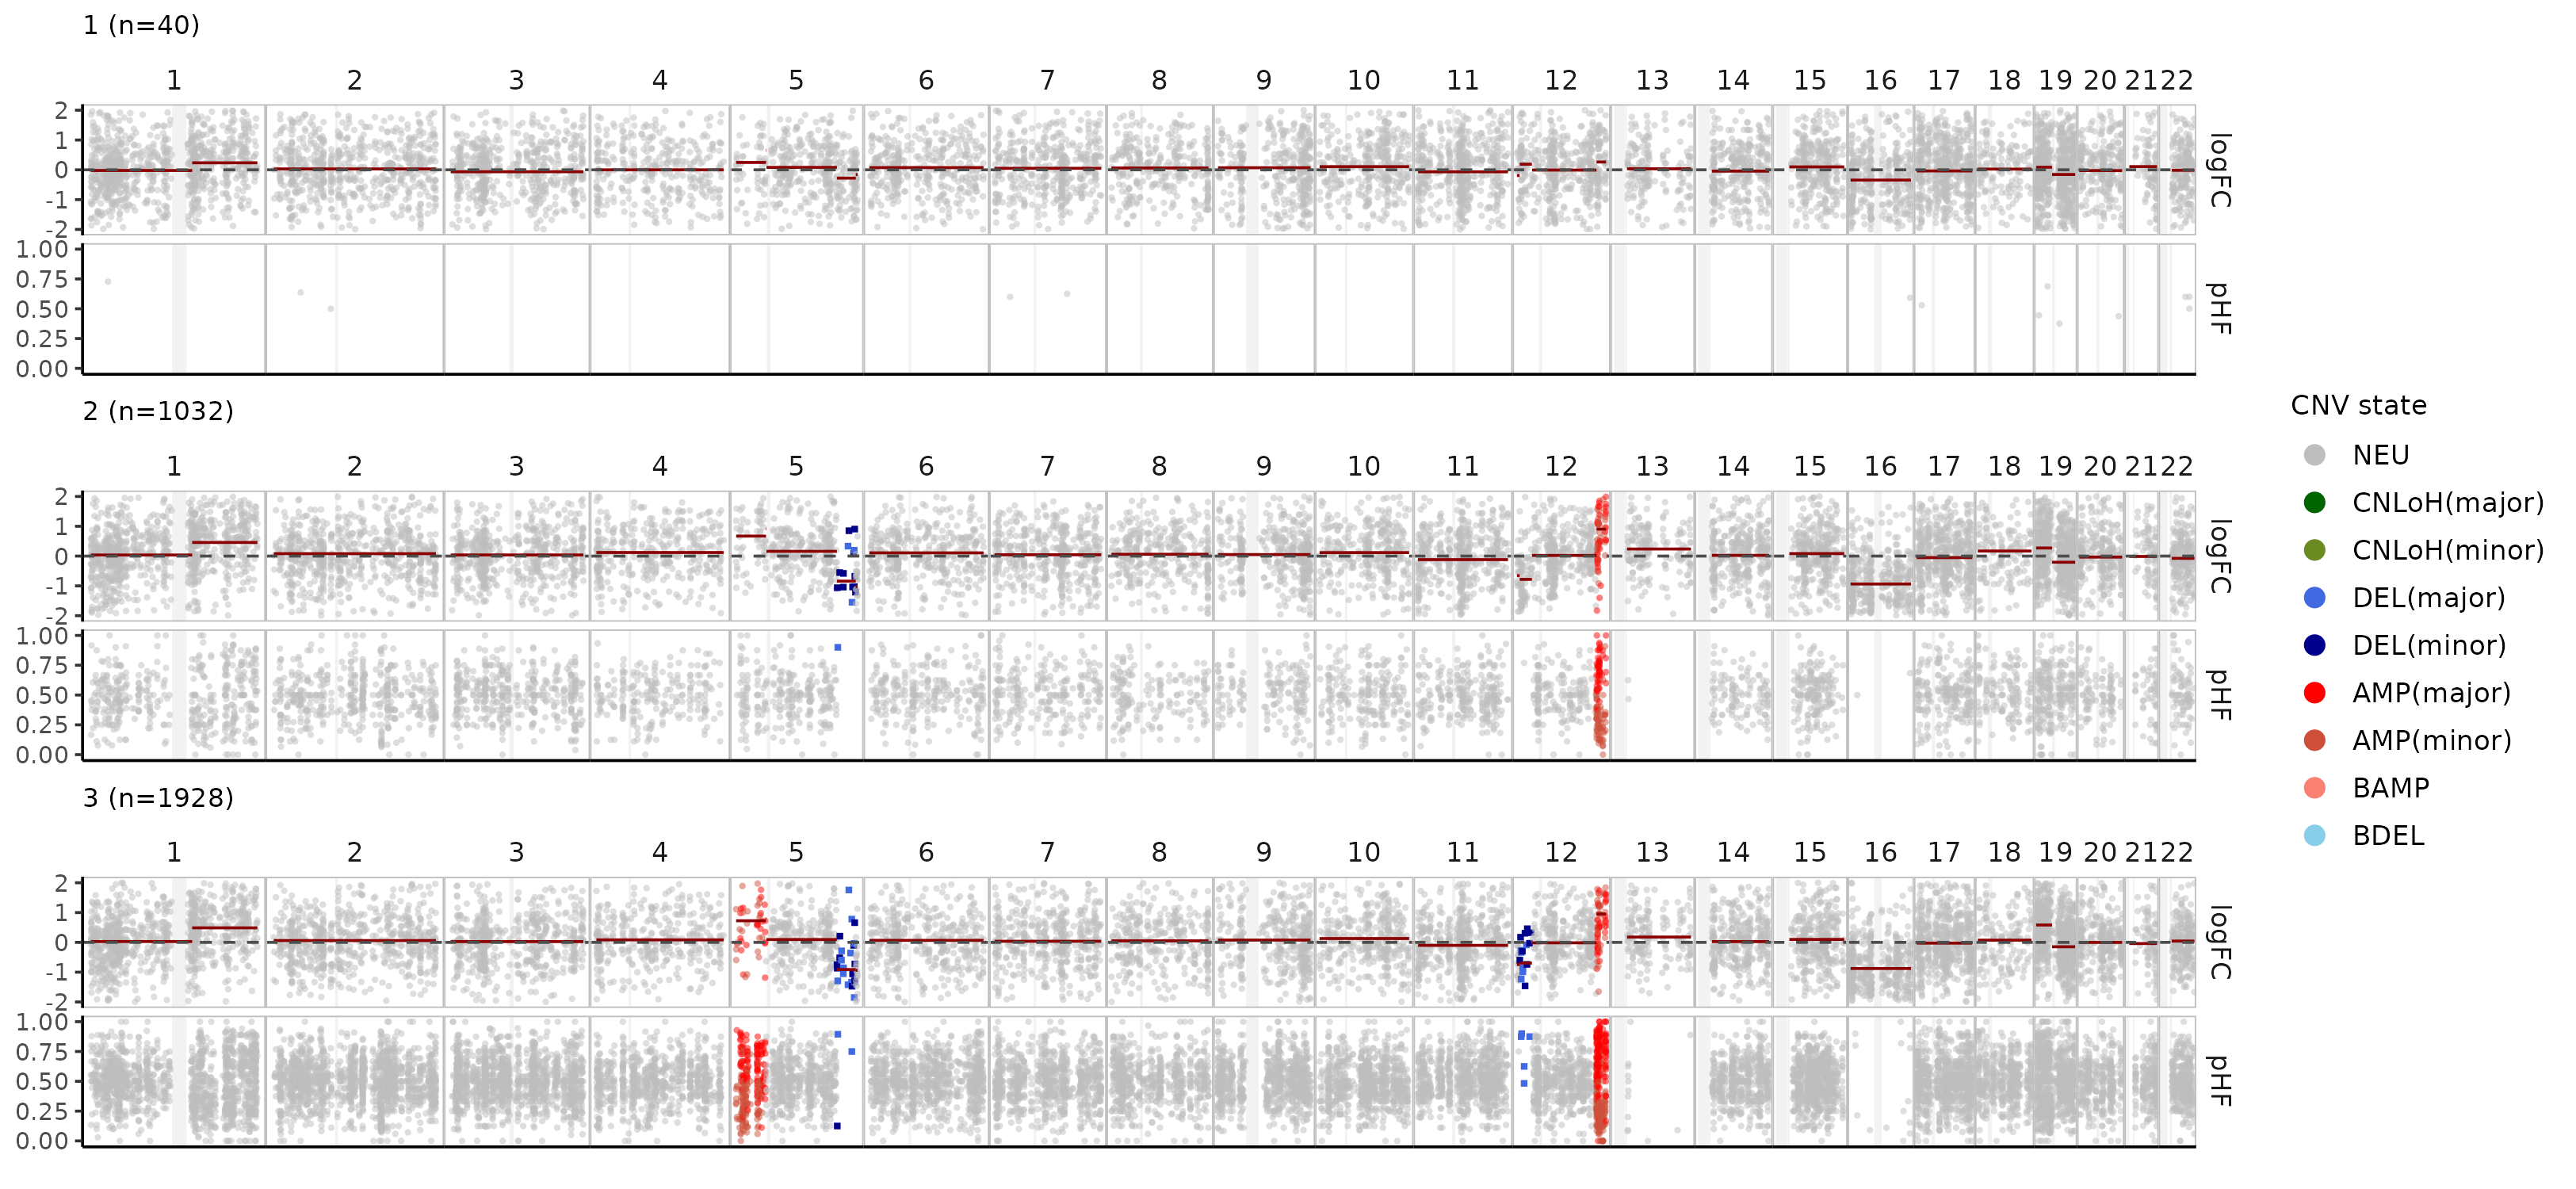 1 (n=40)
1 2 3 4 5 6 7 8 9 10 11 12 13 14 15 16 17 18 19 20 21 22
2
1
0
-1
-2
logFC
1.00
0.75
0.50
0.25
0.00
pHF
2 (n=1032)
1 2 3 4 5 6 7 8 9 10 11 12 13 14 15 16 17 18 19 20 21 22
2
1
0
-1
-2
logFC
1.00
0.75
0.50
0.25
0.00
pHF
3 (n=1928)
1 2 3 4 5 6 7 8 9 10 11 12 13 14 15 16 17 18 19 20 21 22
2
1
0
-1
-2
logFC
1.00
0.75
0.50
0.25
0.00
pHF
CNV state
NEU
CNLoH(major)
CNLoH(minor)
DEL(major)
DEL(minor)
AMP(major)
AMP(minor)
BAMP
BDEL